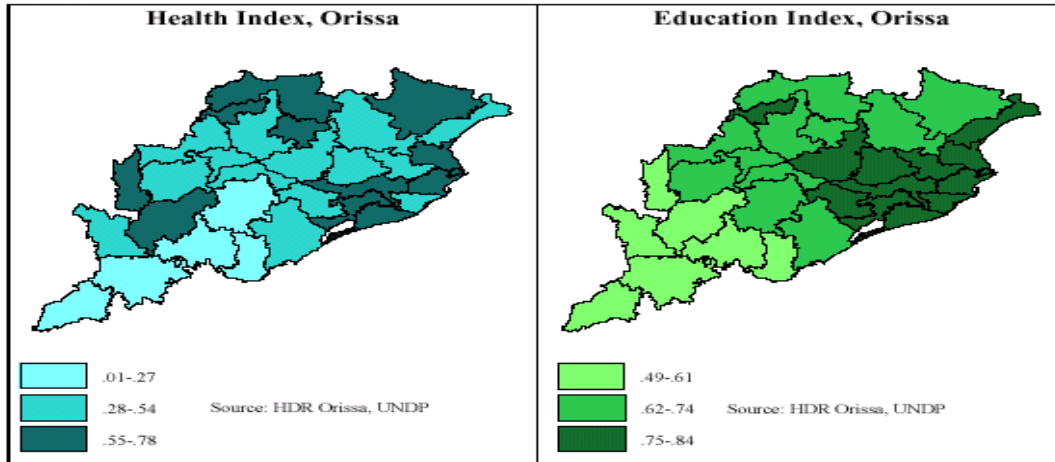 Health Index, Orissa
.01-.27
.28-.54
.55-.78
Source: HDR Orissa, UNDP
Education Index, Orissa
.49-.61
.62-.74
.75-.84
Source: HDR Orissa, UNDP